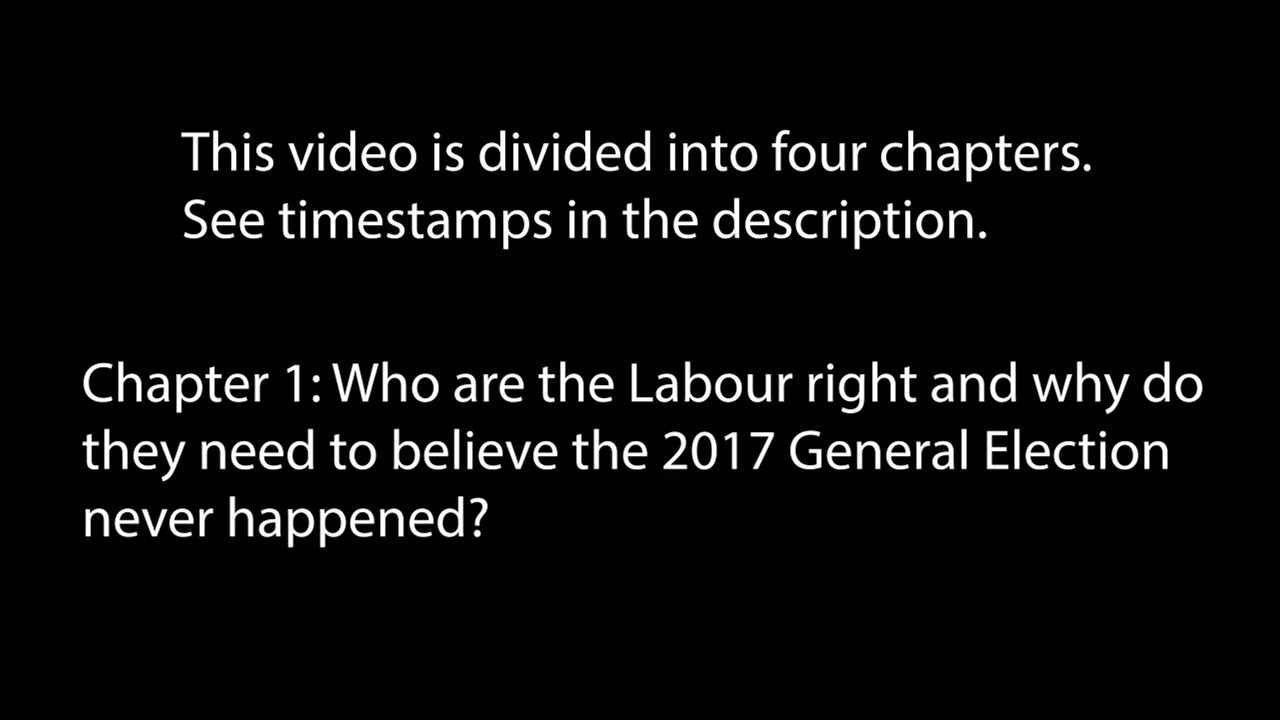 This video is divided into four chapters.
See timestamps in the description.
Chapter 1: Who are the Labour right and why do
they need to believe the 2017 General Election
never happened?